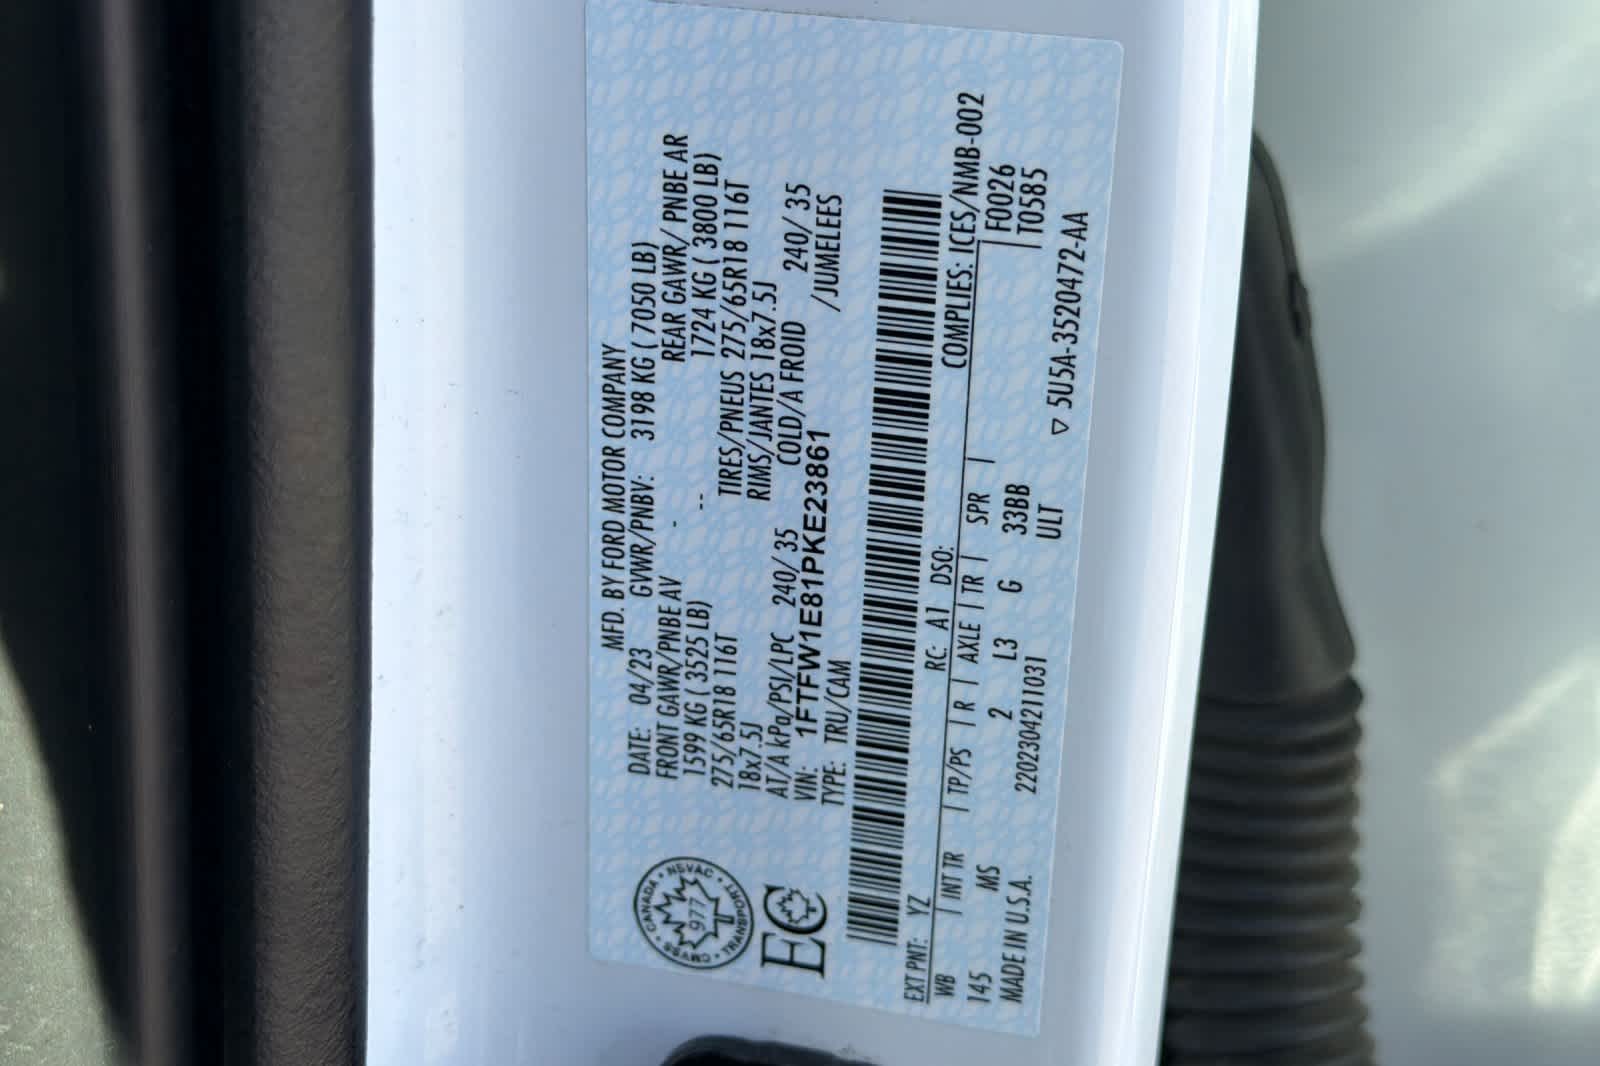 MFD. BY FORD MOTOR COMPANY
DATE: 04/23 GVWR/PNBV: 3198 KG ( 7050 LB)
FRONT GAWR/PNBE AV - REAR GAWR/ PNBE AR
1599 KG ( 3525 LB) -- 1724 KG ( 3800 LB)
275/65R18 116T TIRES/PNEUS 275/65R18 116T
18x7.5J RIMS/JANTES 18x7.5J
AT/A kPa/PSI/LPC 240/ 35 COLD/A FROID 240/ 35
VIN: 1FTFW1E81PKE23861 /JUMELEES
TYPE: TRU/CAM
CANADA • NSVAC • TRANSPORT • CMVSS •
977
EC
EXT PNT: YZ RC: A1 DSO: COMPLIES: ICES/NMB-002
WB | INT TR | TP/PS | R | AXLE | TR | SPR | F0026
145 MS 2 L3 G 33BB T0585
MADE IN U.S.A. 220230421​1031 ULT
▽ 5U5A-3520472-AA